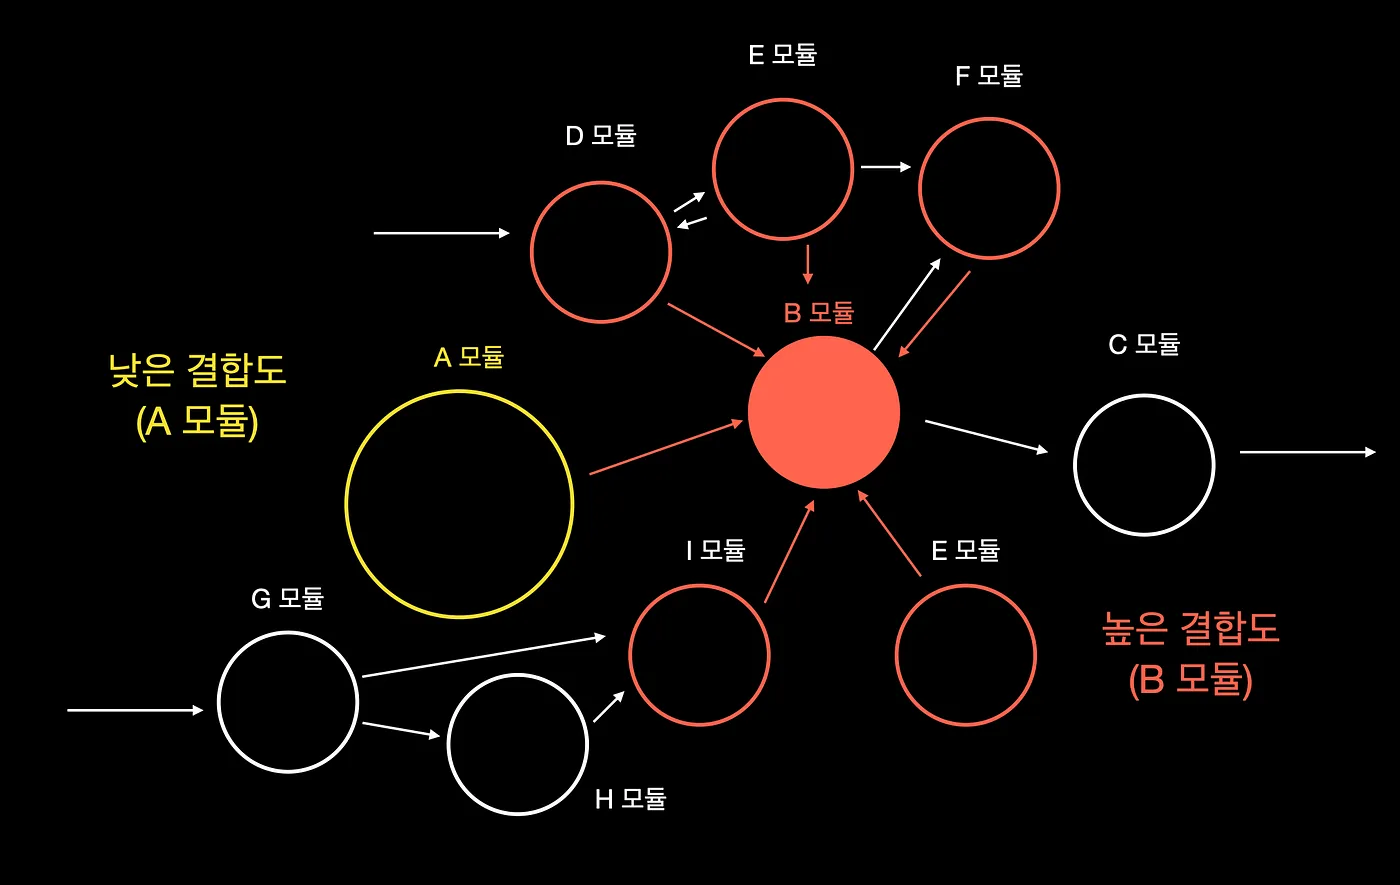 E 모듈
F 모듈
D 모듈
B 모듈
C 모듈
A 모듈
낮은 결합도
(A 모듈)
I 모듈
E 모듈
G 모듈
높은 결합도
(B 모듈)
H 모듈